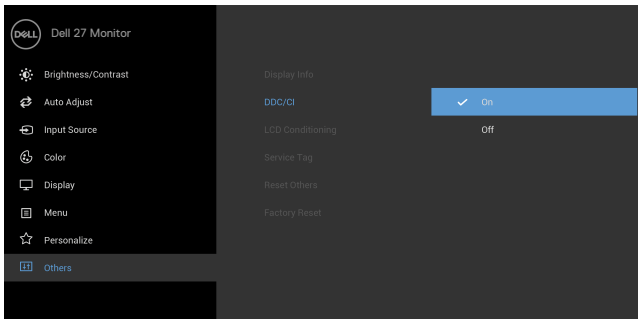 DELL Dell 27 Monitor
Brightness/Contrast Display Info
Auto Adjust DDC/CI On
Input Source LCD Conditioning Off
Color Service Tag
Display Reset Others
Menu Factory Reset
Personalize
Others